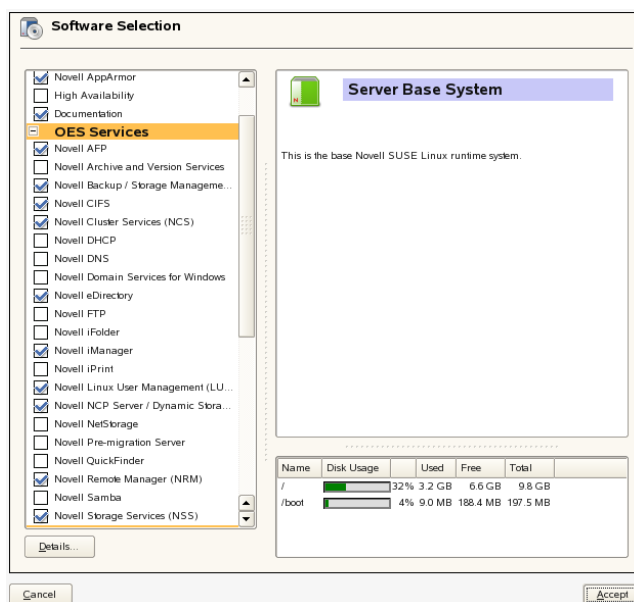 Software Selection
Novell AppArmor
High Availability
Documentation
OES Services
Novell AFP
Novell Archive and Version Services
Novell Backup / Storage Manageme...
Novell CIFS
Novell Cluster Services (NCS)
Novell DHCP
Novell DNS
Novell Domain Services for Windows
Novell eDirectory
Novell FTP
Novell iFolder
Novell iManager
Novell iPrint
Novell Linux User Management (LU...
Novell NCP Server / Dynamic Stora...
Novell NetStorage
Novell Pre-migration Server
Novell QuickFinder
Novell Remote Manager (NRM)
Novell Samba
Novell Storage Services (NSS)
Details...
N
Server Base System
This is the base Novell SUSE Linux runtime system.
Name Disk Usage Used Free Total
/ 32% 3.2 GB 6.6 GB 9.8 GB
/boot 4% 9.0 MB 188.4 MB 197.5 MB
Cancel
Accept